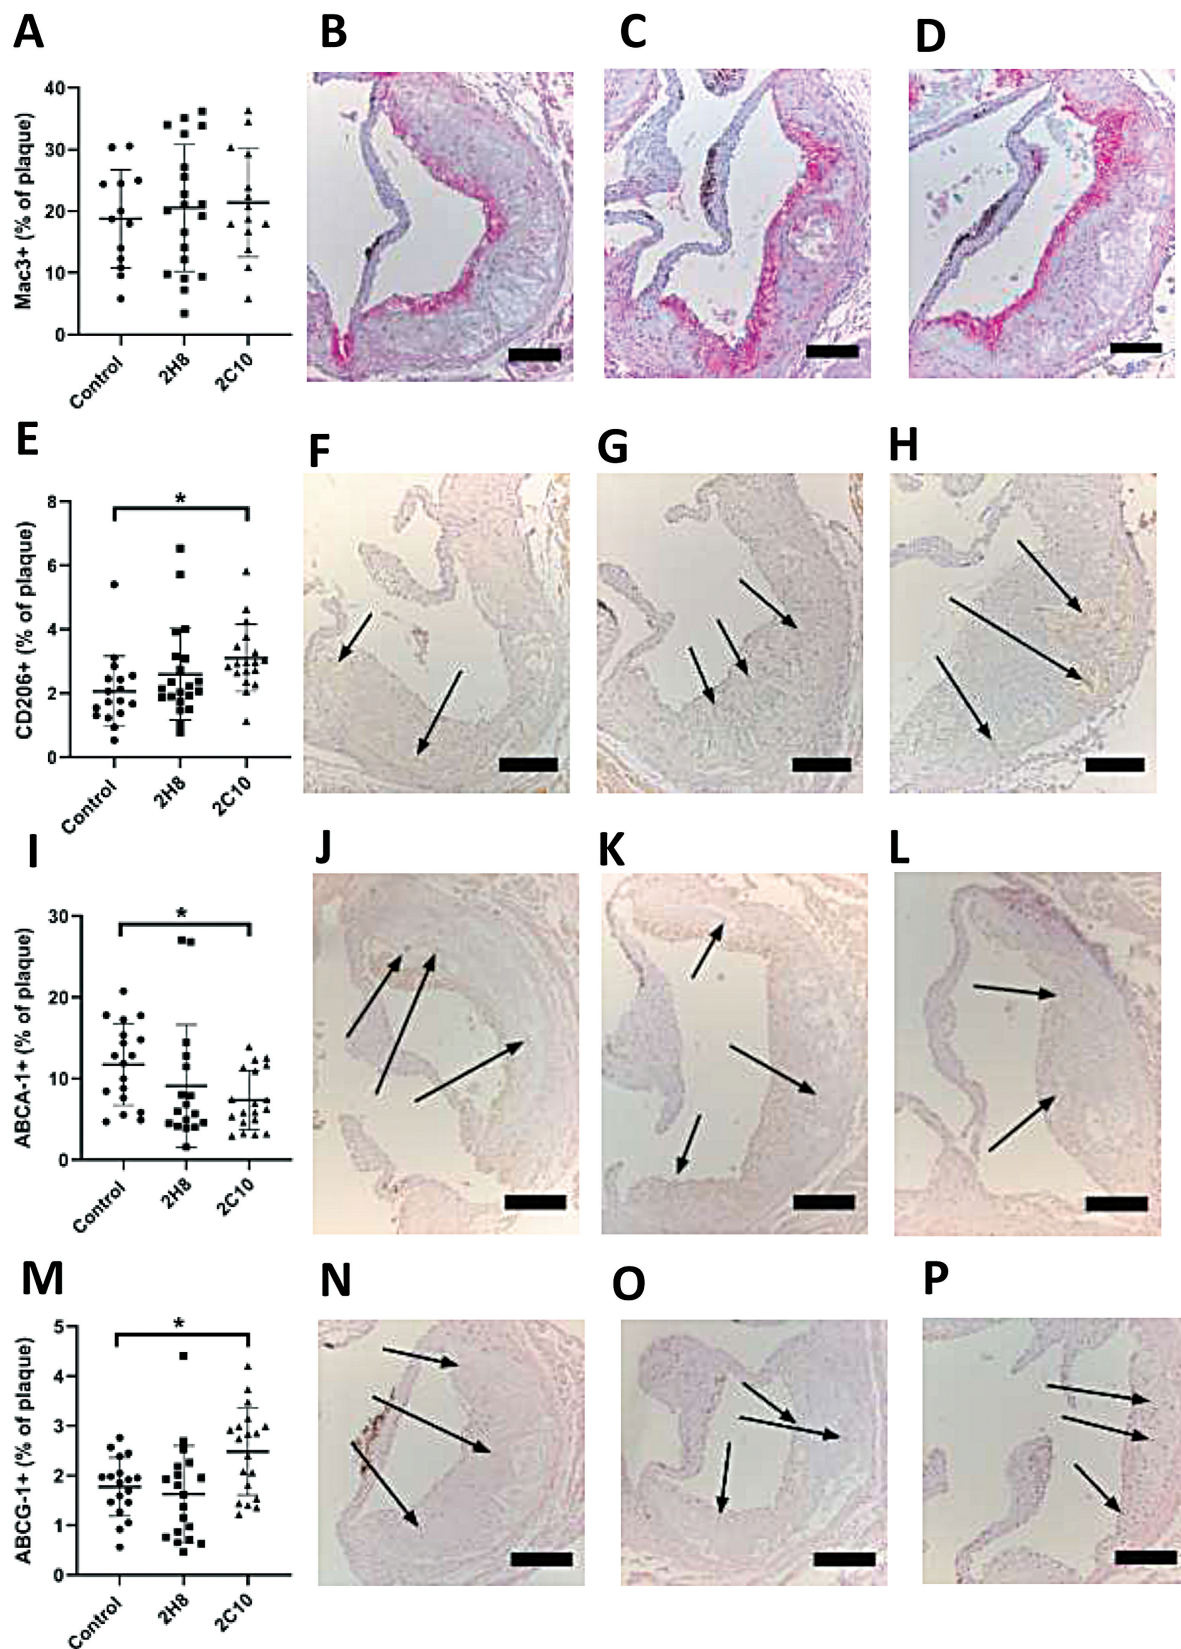 A
B
C
D
Mac3+ (% of plaque)
40
30
20
10
0
Control
2H8
2C10
E
F
G
H
CD206+ (% of plaque)
8
6
4
2
0
*
Control
2H8
2C10
I
J
K
L
ABCA-1+ (% of plaque)
30
20
10
0
*
Control
2H8
2C10
M
N
O
P
ABCG-1+ (% of plaque)
5
4
3
2
1
0
*
Control
2H8
2C10